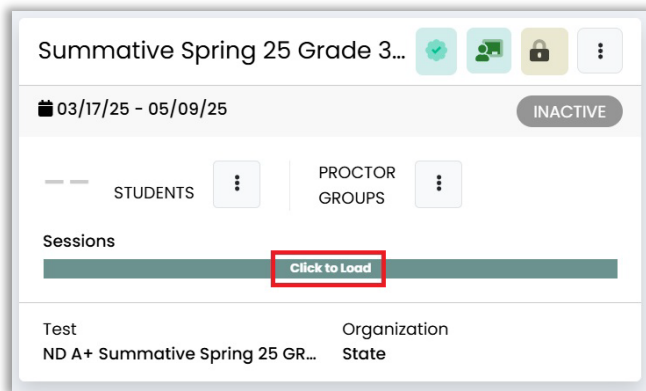 Summative Spring 25 Grade 3...
03/17/25 - 05/09/25
INACTIVE
-- STUDENTS
PROCTOR
GROUPS
Sessions
Click to Load
Test
ND A+ Summative Spring 25 GR...
Organization
State